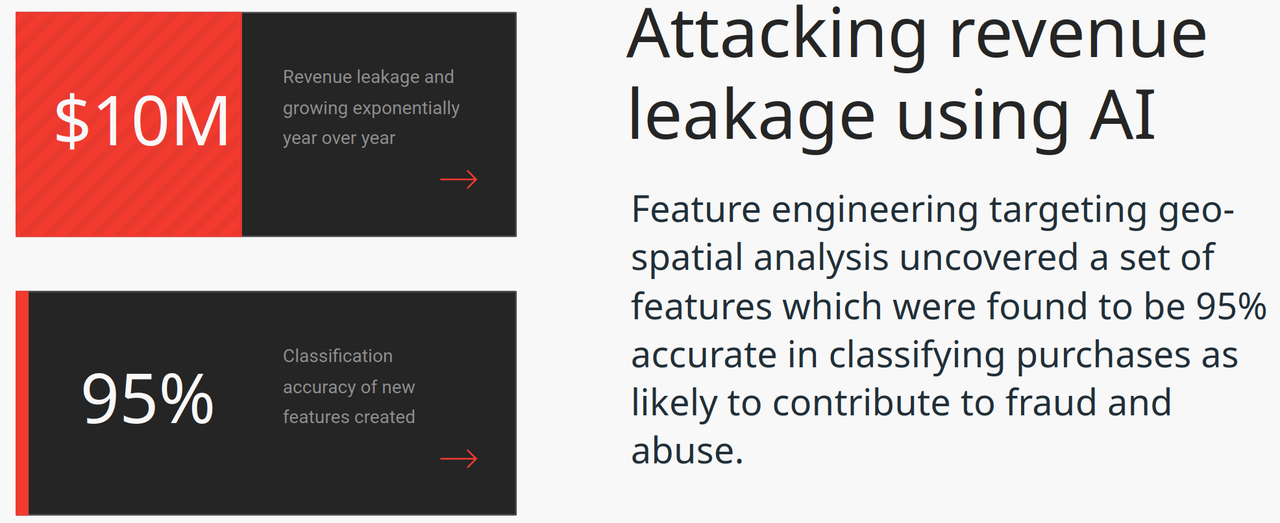 $10M
Revenue leakage and
growing exponentially
year over year
95%
Classification
accuracy of new
features created
Attacking revenue
leakage using AI
Feature engineering targeting geo-
spatial analysis uncovered a set of
features which were found to be 95%
accurate in classifying purchases as
likely to contribute to fraud and
abuse.